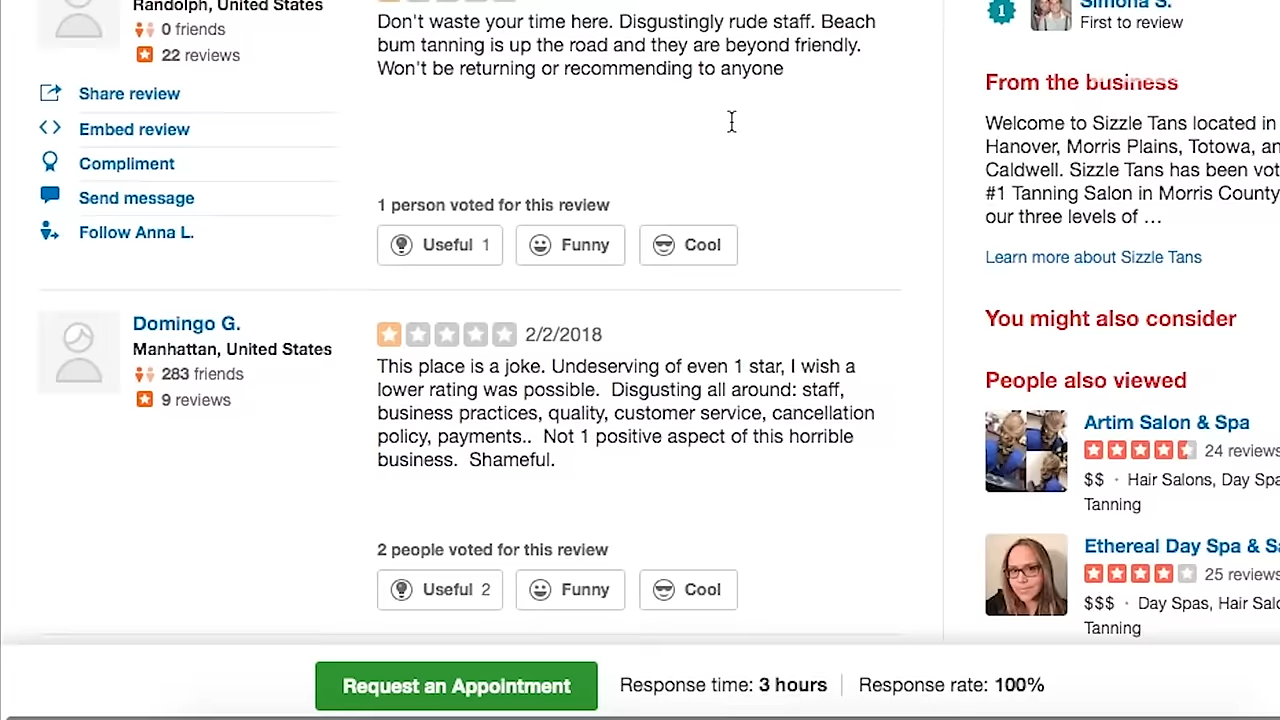 Randolph, United States
0 friends
22 reviews
Share review
Embed review
Compliment
Send message
Follow Anna L.
Don't waste your time here. Disgustingly rude staff. Beach
bum tanning is up the road and they are beyond friendly.
Won't be returning or recommending to anyone
1 person voted for this review
Useful 1
Funny
Cool
Domingo G.
Manhattan, United States
283 friends
9 reviews
2/2/2018
This place is a joke. Undeserving of even 1 star, I wish a
lower rating was possible. Disgusting all around: staff,
business practices, quality, customer service, cancellation
policy, payments.. Not 1 positive aspect of this horrible
business. Shameful.
2 people voted for this review
Useful 2
Funny
Cool
1
Simona S.
First to review
From the business
Welcome to Sizzle Tans located in
Hanover, Morris Plains, Totowa, an
Caldwell. Sizzle Tans has been vot
#1 Tanning Salon in Morris County
our three levels of ...
Learn more about Sizzle Tans
You might also consider
People also viewed
Artim Salon & Spa
24 reviews
$$ · Hair Salons, Day Spa
Tanning
Ethereal Day Spa & Sa
25 reviews
$$$ · Day Spas, Hair Salo
Tanning
Request an Appointment
Response time: 3 hours
Response rate: 100%